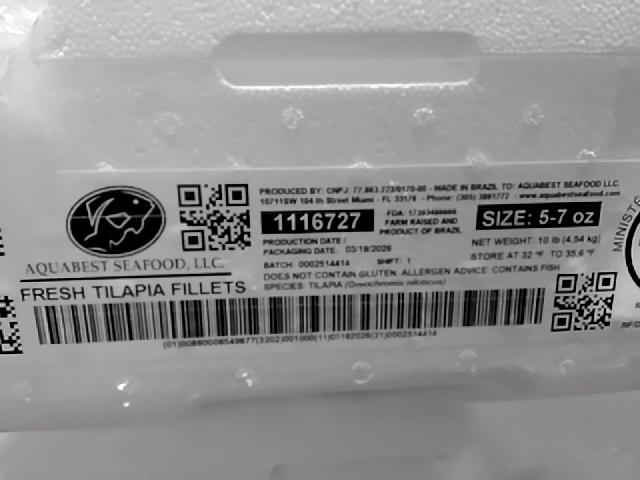 PRODUCED BY: CNPJ: 77.863.223/0170-00 - MADE IN BRAZIL TO: AQUABEST SEAFOOD LLC.
10711SW 104 th Street Miami - FL 33176 - Phone: (305) 3881772 - www.aquabestseafood.com
1116727
FARM RAISED AND
PRODUCT OF BRAZIL
SIZE: 5-7 oz
PRODUCTION DATE /
PACKAGING DATE: 03/18/2026
NET WEIGHT: 10 lb (4.54 kg)
BATCH: 0002514414 SHIFT: 1
STORE AT 32 °F TO 35.6 °F
AQUABEST SEAFOOD, LLC.
DOES NOT CONTAIN GLUTEN. ALLERGEN ADVICE: CONTAINS FISH
SPECIES: TILAPIA (Oreochromis niloticus)
FRESH TILAPIA FILLETS